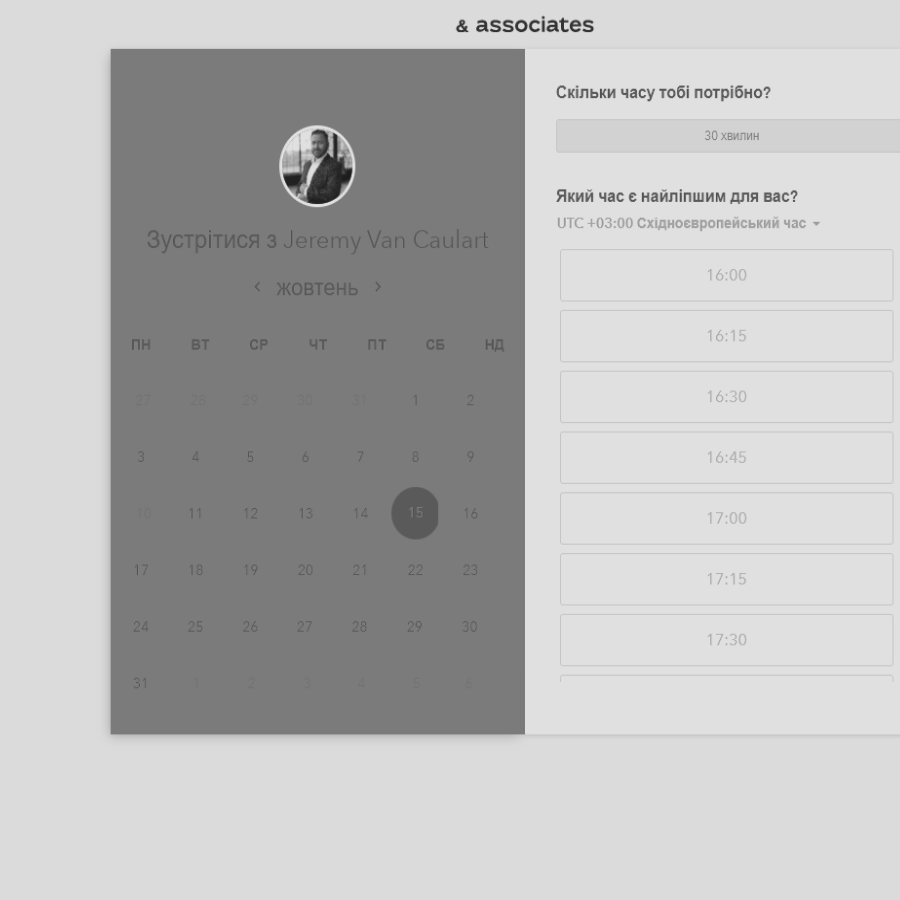 & associates
Зустрітися з Jeremy Van Caulart
‹ жовтень ›
ПН ВТ СР ЧТ ПТ СБ НД
27 28 29 30 31 1 2
3 4 5 6 7 8 9
10 11 12 13 14 15 16
17 18 19 20 21 22 23
24 25 26 27 28 29 30
31 1 2 3 4 5 6
Скільки часу тобі потрібно?
30 хвилин
Який час є найліпшим для вас?
UTC +03:00 Східноєвропейський час
16:00
16:15
16:30
16:45
17:00
17:15
17:30